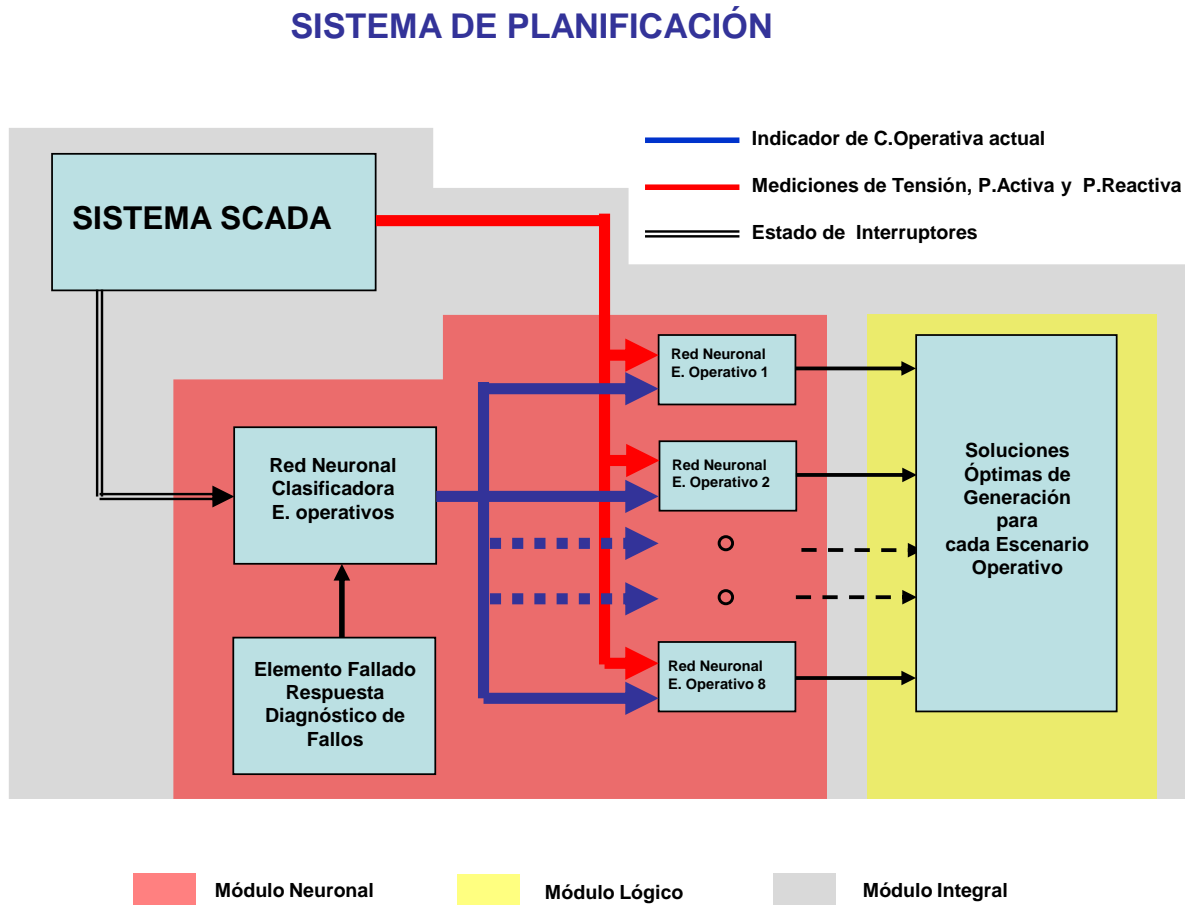 SISTEMA DE PLANIFICACIÓN
Indicador de C.Operativa actual
Mediciones de Tensión, P.Activa y P.Reactiva
Estado de Interruptores
SISTEMA SCADA
Red Neuronal
E. Operativo 1
Red Neuronal
Clasificadora
E. operativos
Red Neuronal
E. Operativo 2
Soluciones
Óptimas de
Generación
para
cada Escenario
Operativo
Elemento Fallado
Respuesta
Diagnóstico de
Fallos
Red Neuronal
E. Operativo 8
Módulo Neuronal
Módulo Lógico
Módulo Integral